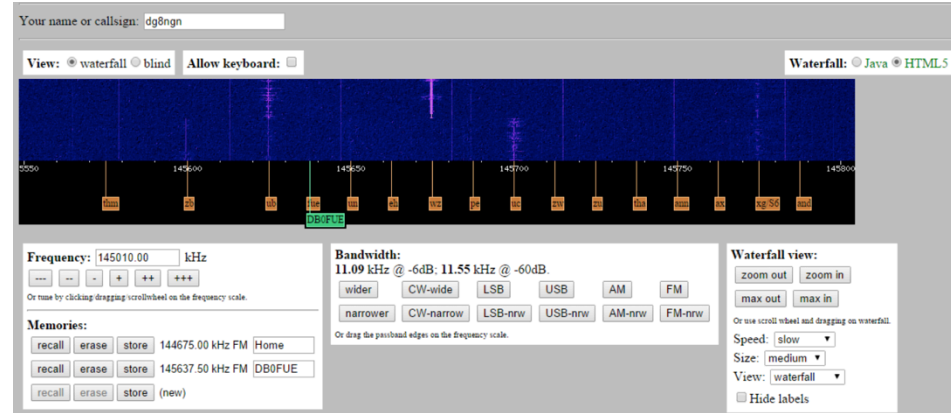 Your name or callsign: dg8ngn
View: waterfall blind Allow keyboard: Waterfall: Java HTML5
5550 145600 145650 145700 145750 145800
thm zb ub fue un eh wz pe uc zw zu tha ann ax xg/S6 and
DB0FUE
Frequency: 145010.00 kHz
--- -- - + ++ +++
Or tune by clicking/dragging/scrollwheel on the frequency scale.
Memories:
recall erase store 144675.00 kHz FM Home
recall erase store 145637.50 kHz FM DB0FUE
recall erase store (new)
Bandwidth:
11.09 kHz @ -6dB; 11.55 kHz @ -60dB.
wider CW-wide LSB USB AM FM
narrower CW-narrow LSB-nrw USB-nrw AM-nrw FM-nrw
Or drag the passband edges on the frequency scale.
Waterfall view:
zoom out zoom in
max out max in
Or use scroll wheel and dragging on waterfall.
Speed: slow
Size: medium
View: waterfall
Hide labels